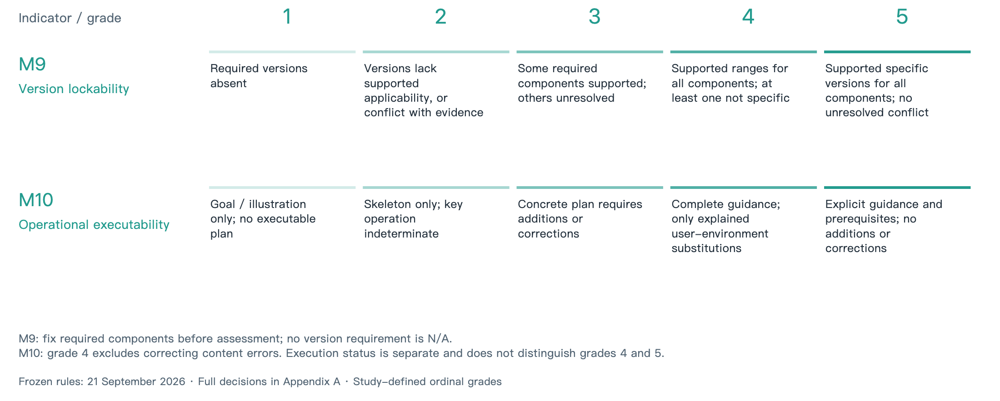 Indicator / grade
1
2
3
4
5
M9
Version lockability
Required versions
absent
Versions lack
supported
applicability, or
conflict with evidence
Some required
components supported;
others unresolved
Supported ranges for
all components; at
least one not specific
Supported specific
versions for all
components; no
unresolved conflict
M10
Operational executability
Goal / illustration
only; no executable
plan
Skeleton only; key
operation
indeterminate
Concrete plan requires
additions or
corrections
Complete guidance;
only explained
user–environment
substitutions
Explicit guidance and
prerequisites; no
additions or
corrections
M9: fix required components before assessment; no version requirement is N/A.
M10: grade 4 excludes correcting content errors. Execution status is separate and does not distinguish grades 4 and 5.
Frozen rules: 21 September 2026 · Full decisions in Appendix A · Study–defined ordinal grades